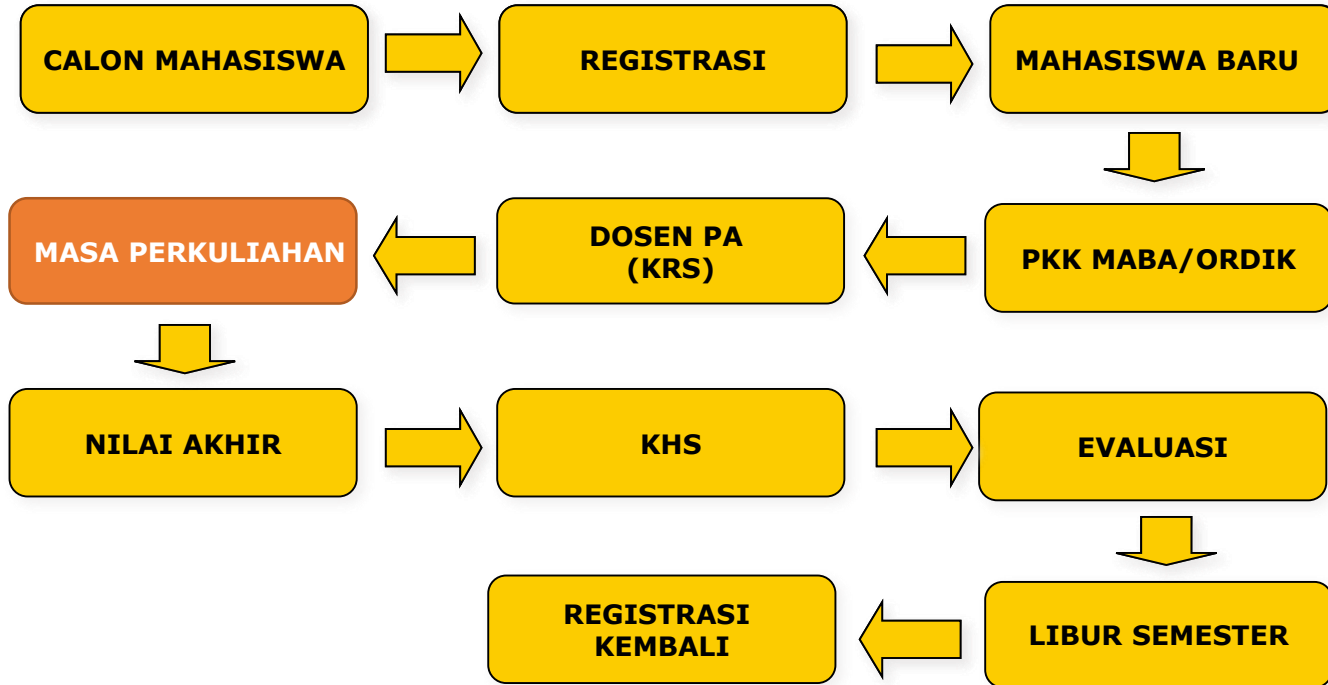 CALON MAHASISWA
REGISTRASI
MAHASISWA BARU
PKK MABA/ORDIK
DOSEN PA
(KRS)
MASA PERKULIAHAN
NILAI AKHIR
KHS
EVALUASI
LIBUR SEMESTER
REGISTRASI
KEMBALI